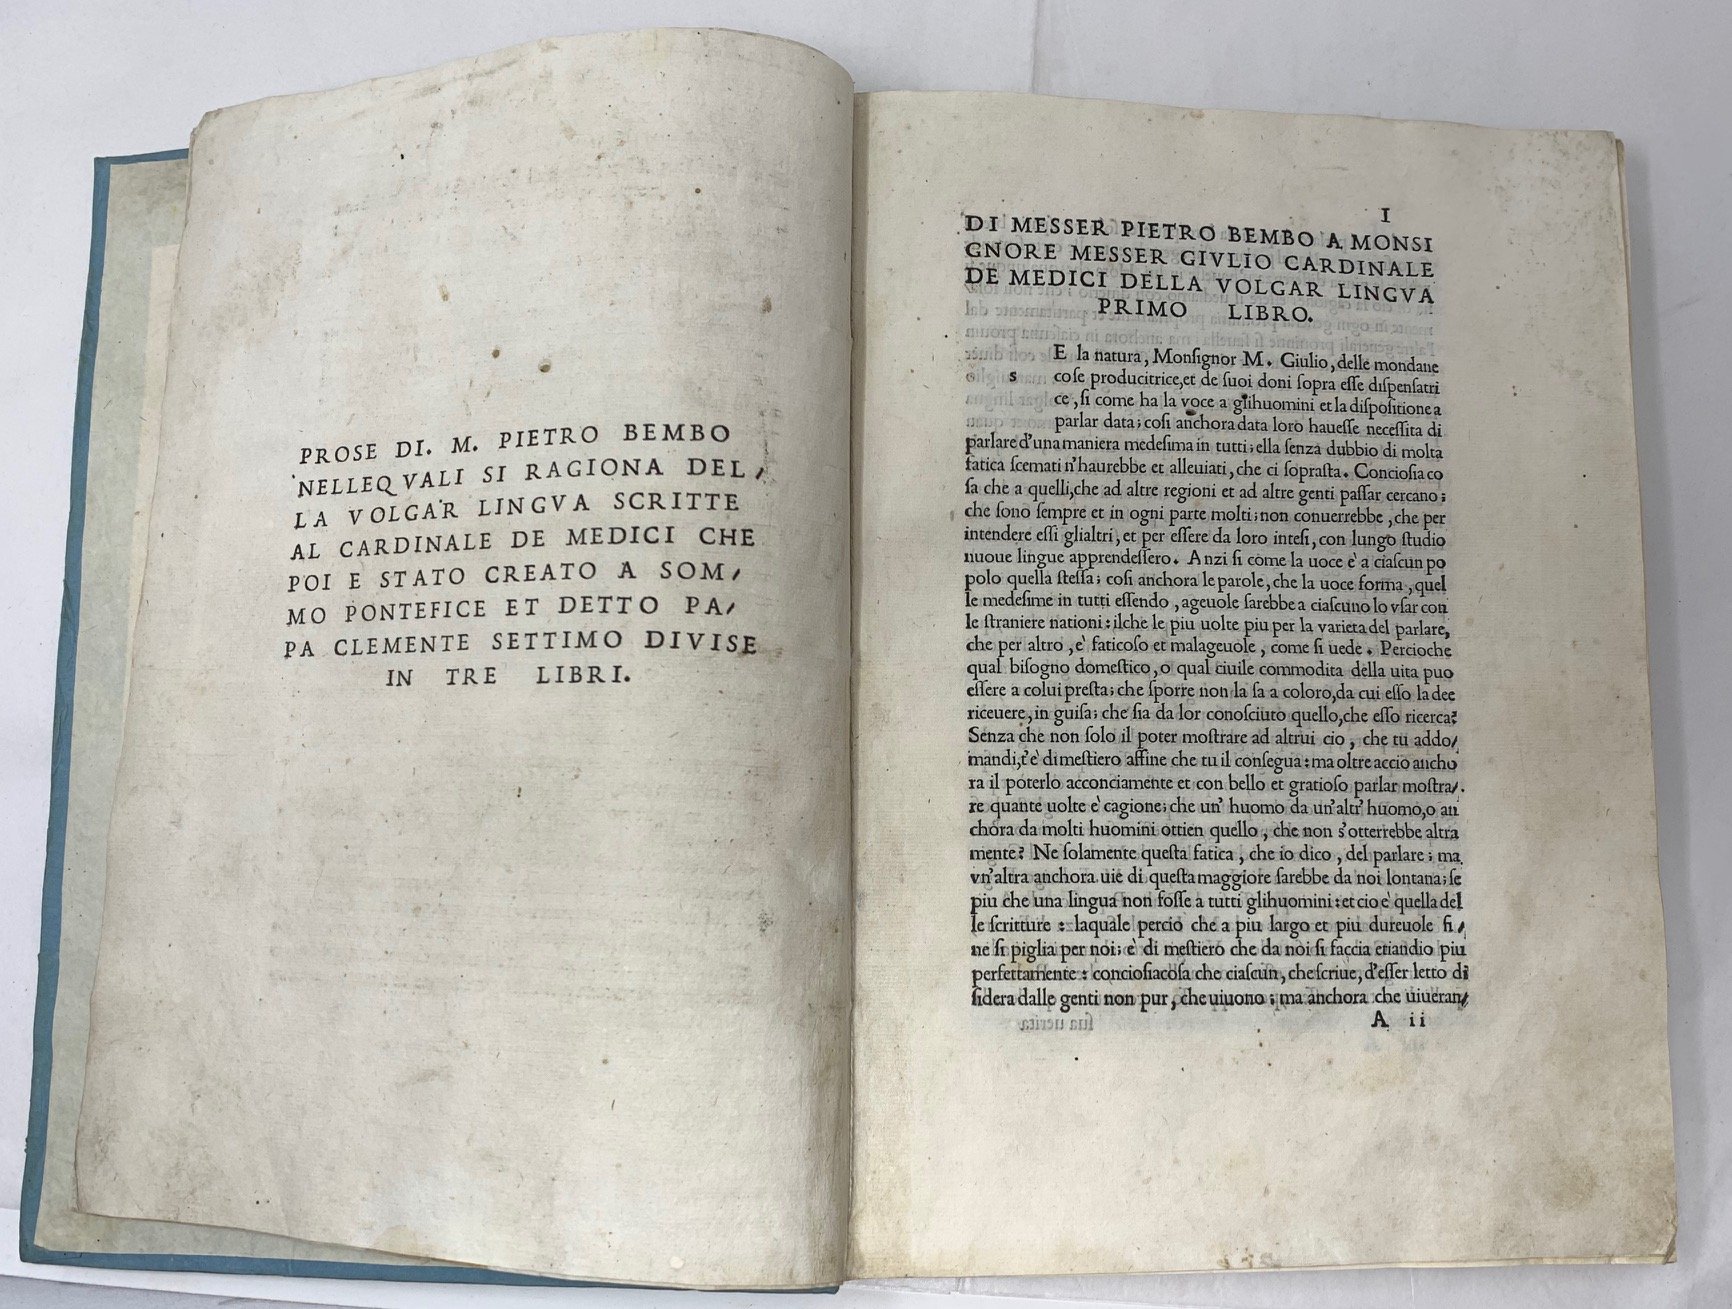 PROSE DI. M. PIETRO BEMBO
NELLEQVALI SI RAGIONA DEL/
LA VOLGAR LINGVA SCRITTE
AL CARDINALE DE MEDICI CHE
POI E STATO CREATO A SOM/
MO PONTEFICE ET DETTO PA/
PA CLEMENTE SETTIMO DIVISE
IN TRE LIBRI.
I
DI MESSER PIETRO BEMBO A MONSI
GNORE MESSER GIVLIO CARDINALE
DE MEDICI DELLA VOLGAR LINGVA
PRIMO LIBRO.
E la natura, Monſignor M. Giulio, delle mondane
s coſe producitrice, et de ſuoi doni ſopra eſſe diſpenſatri
ce, ſi come ha la voce a glihuomini et la diſpoſitione a
parlar data; coſi anchora data loro haueſſe neceſſita di
parlare d'una maniera medeſima in tutti; ella ſenza dubbio di molta
fatica ſcemati n'haurebbe et alleuiati, che ci ſopraſta. Concioſia co
ſa che a quelli, che ad altre regioni et ad altre genti paſſar cercano;
che ſono ſempre et in ogni parte molti; non conuerrebbe, che per
intendere eſſi glialtri, et per eſſere da loro inteſi, con lungo ſtudio
nuoue lingue apprendeſſero. Anzi ſi come la uoce è a ciaſcun po
polo quella ſteſſa; coſi anchora le parole, che la uoce forma, quel
le medeſime in tutti eſſendo, ageuole ſarebbe a ciaſcuno lo vſar con
le ſtraniere nationi: ilche le piu uolte piu per la varieta del parlare,
che per altro, è faticoſo et malageuole, come ſi uede. Percioche
qual biſogno domeſtico, o qual ciuile commodita della uita puo
eſſere a colui preſta; che ſporre non la ſa a coloro, da cui eſſo la dee
riceuere, in guiſa; che ſia da lor conoſciuto quello, che eſſo ricerca?
Senza che non ſolo il poter moſtrare ad altrui cio, che tu addo/
mandi, t'è di meſtiero affine che tu il conſegua: ma oltre accio ancho
ra il poterlo acconciamente et con bello et gratioſo parlar moſtra/
re quante uolte e' cagione; che un' huomo da un'altr' huomo, o an
chora da molti huomini ottien quello, che non s'otterrebbe altra
mente? Ne ſolamente queſta fatica, che io dico, del parlare; ma
vn'altra anchora uie di queſta maggiore ſarebbe da noi lontana; ſe
piu che una lingua non foſſe a tutti glihuomini: et cio e' quella del
le ſcritture: laquale percio che a piu largo et piu dureuole fi/
ne ſi piglia per noi; è di meſtiero che da noi ſi faccia etiandio piu
perfettamente: concioſiacoſa che ciaſcun, che ſcriue, d'eſſer letto di
ſidera dalle genti non pur, che uiuono; ma anchora che uiueran/
A ii